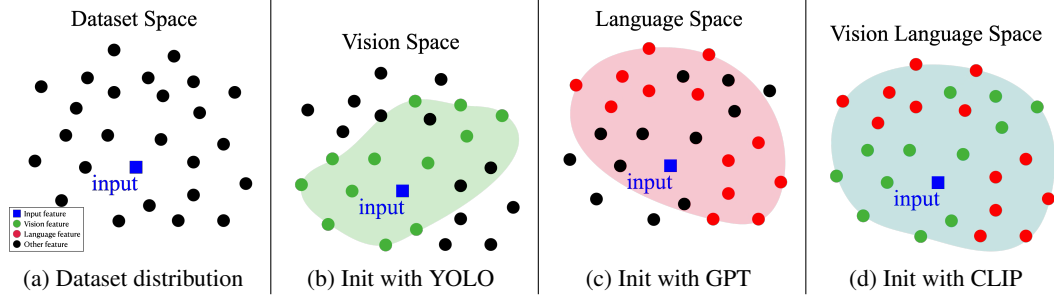 Dataset Space
input
Input feature
Vision feature
Language feature
Other feature
(a) Dataset distribution
Vision Space
input
(b) Init with YOLO
Language Space
input
(c) Init with GPT
Vision Language Space
input
(d) Init with CLIP